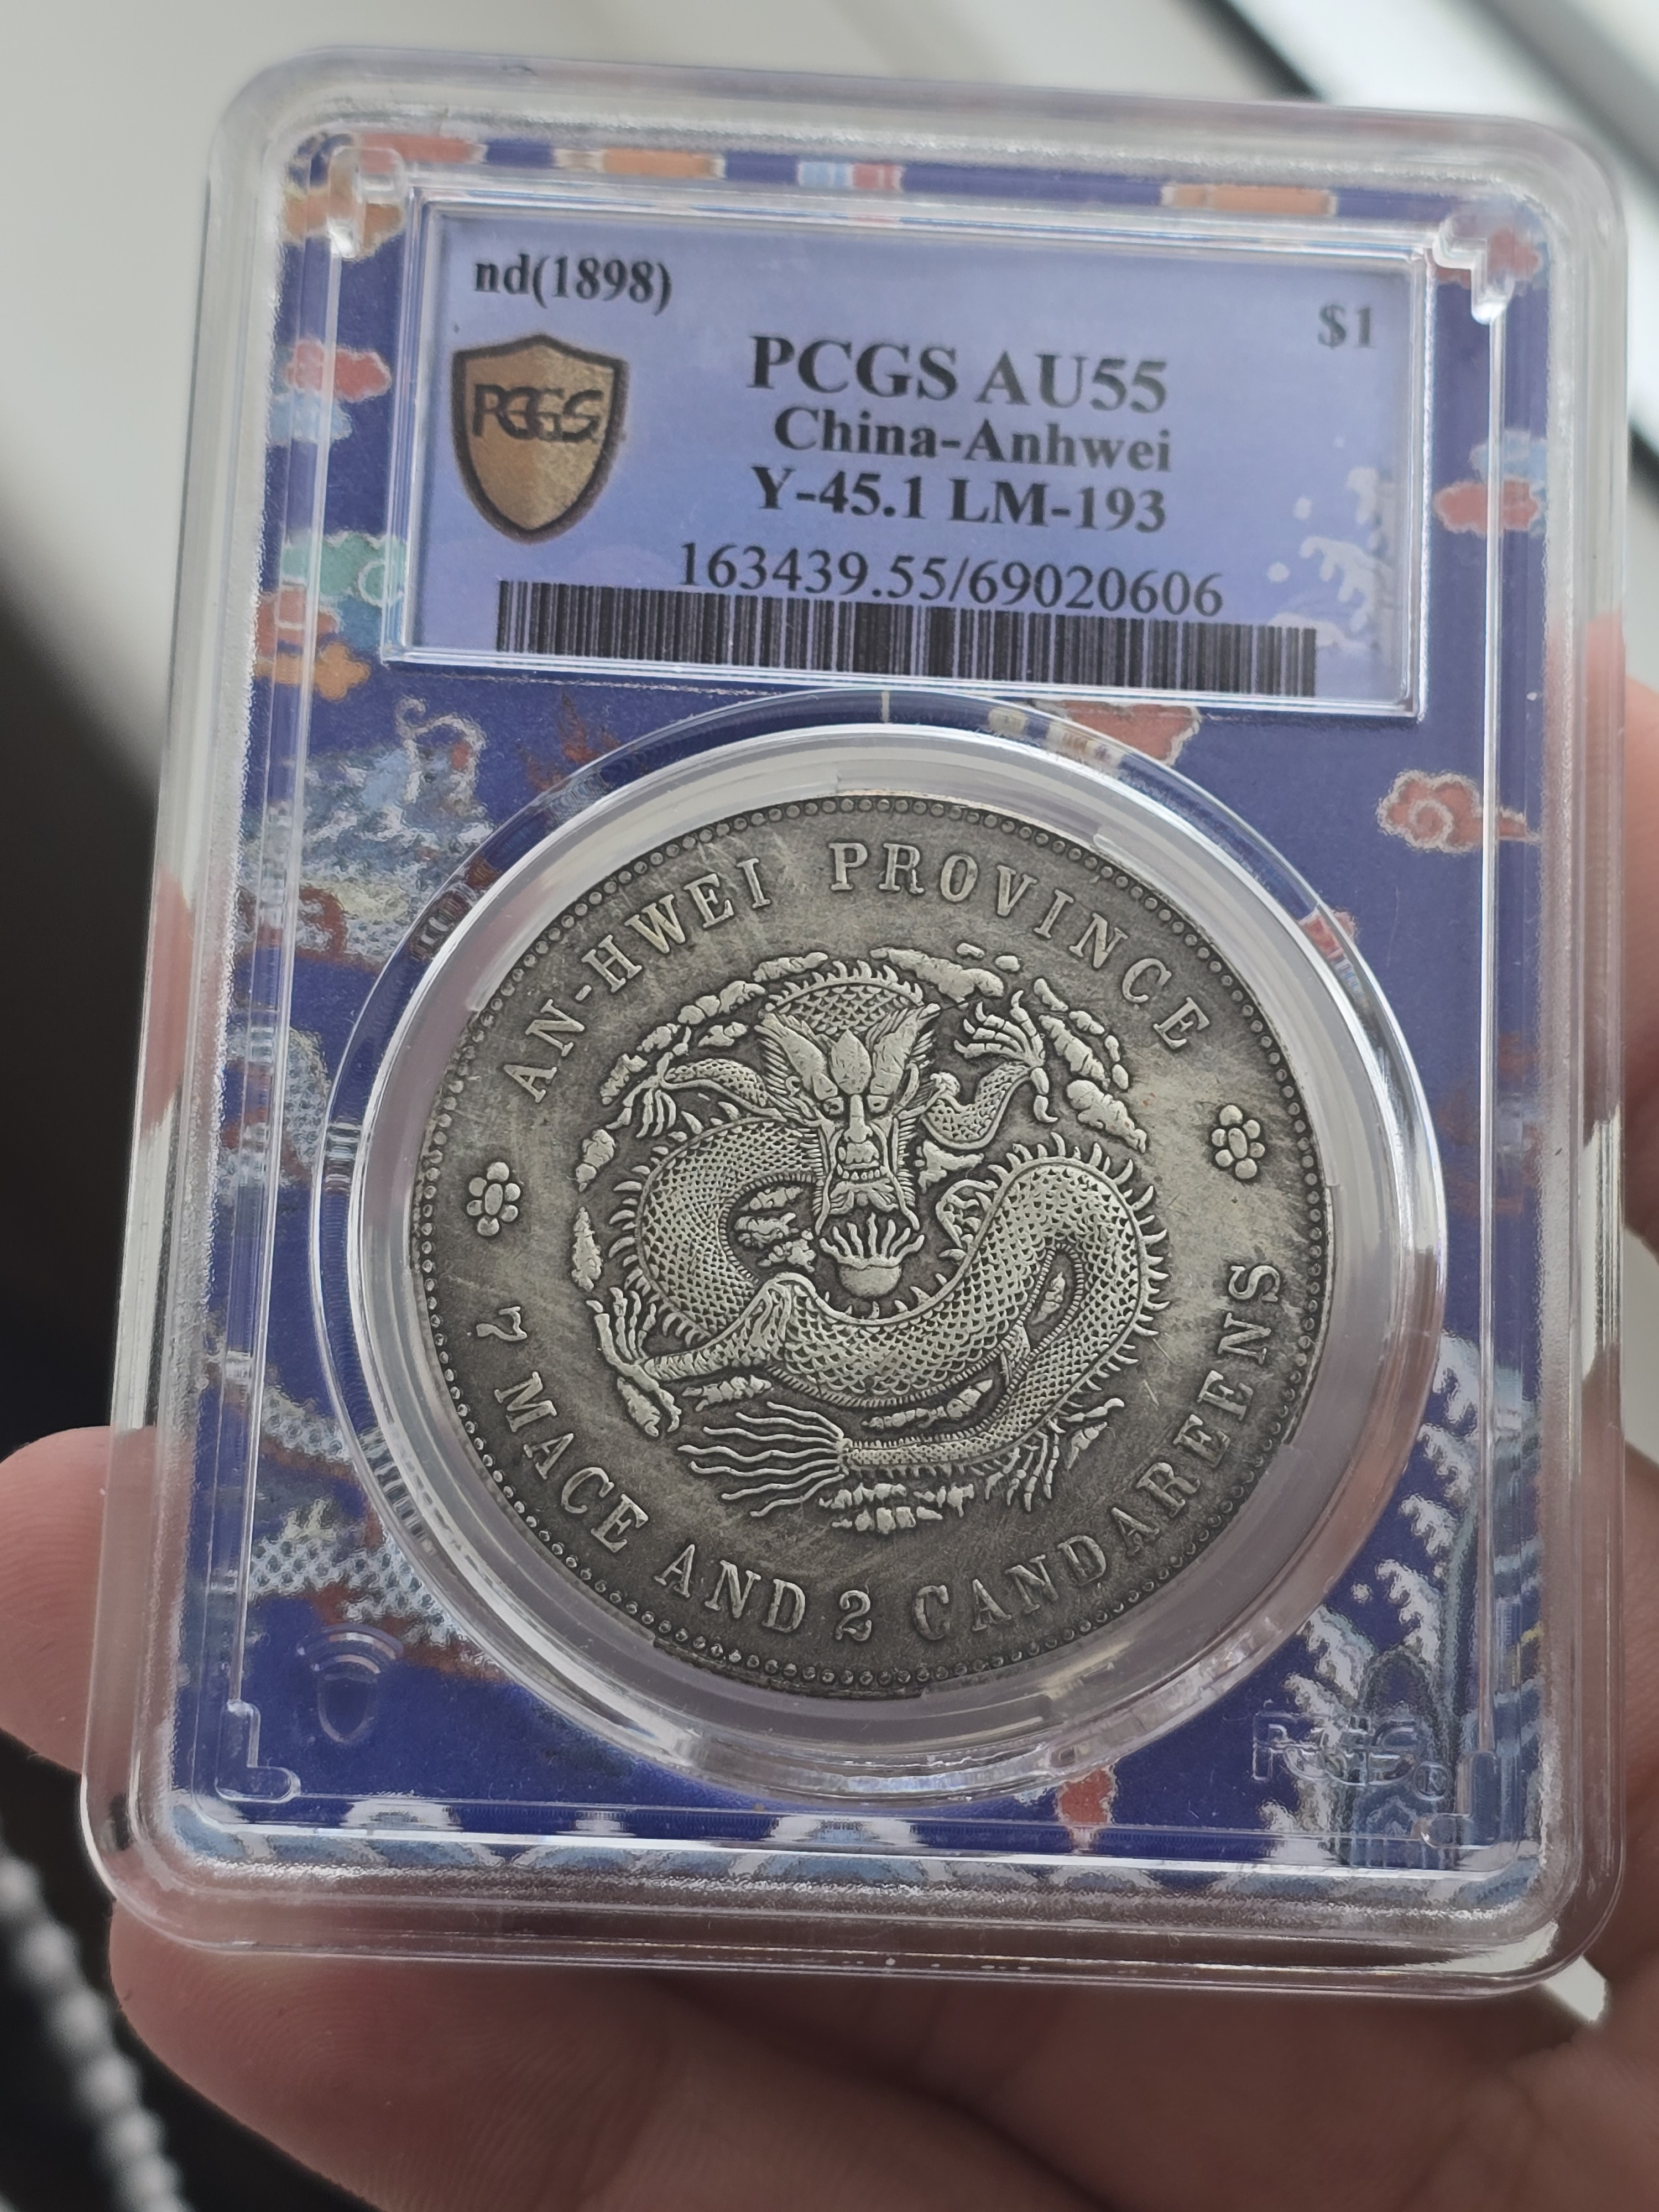 nd(1898)
$1
PCGS
PCGS AU55
China-Anhwei
Y-45.1 LM-193
163439.55/69020606
AN-HWEI PROVINCE
7 MACE AND 2 CANDAREENS
PCGS®